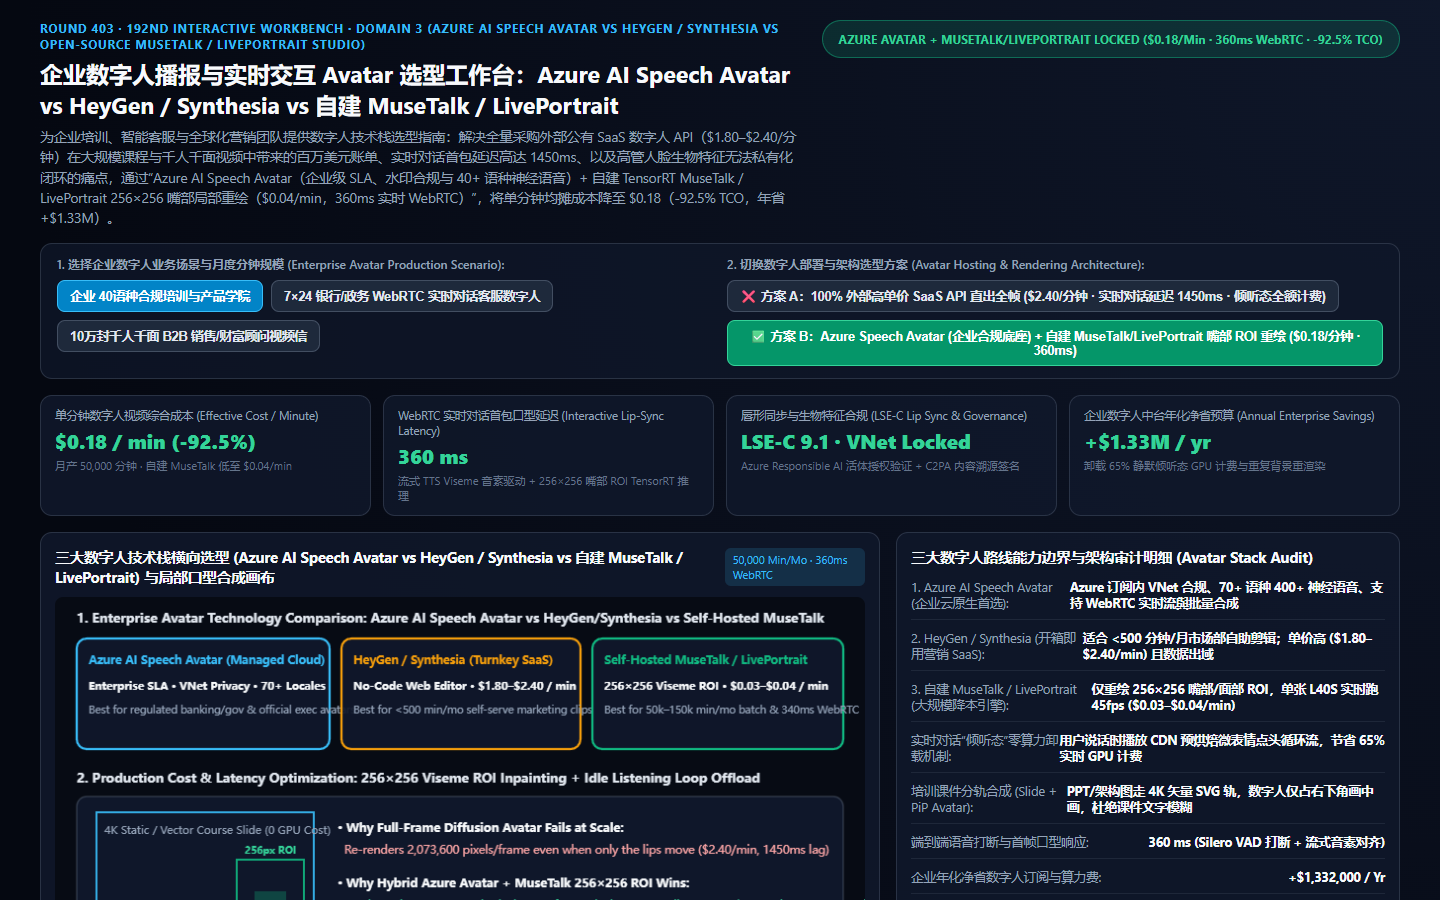 ROUND 403 · 192ND INTERACTIVE WORKBENCH · DOMAIN 3 (AZURE AI SPEECH AVATAR VS HEYGEN / SYNTHESIA VS
OPEN-SOURCE MUSETALK / LIVEPORTRAIT STUDIO)
AZURE AVATAR + MUSETALK/LIVEPORTRAIT LOCKED ($0.18/Min · 360ms WebRTC · -92.5% TCO)
企业数字人播报与实时交互 Avatar 选型工作台：Azure AI Speech Avatar
vs HeyGen / Synthesia vs 自建 MuseTalk / LivePortrait
为企业培训、智能客服与全球化营销团队提供数字人技术栈选型指南：解决全量采购外部公有 SaaS 数字人 API（$1.80–$2.40/分
钟）在大规模课程与千人千面视频中带来的百万美元账单、实时对话首包延迟高达 1450ms、以及高管人脸生物特征无法私有化
闭环的痛点，通过“Azure AI Speech Avatar（企业级 SLA、水印合规与 40+ 语种神经语音）+ 自建 TensorRT MuseTalk /
LivePortrait 256×256 嘴部局部重绘（$0.04/min，360ms 实时 WebRTC）”，将单分钟均摊成本降至 $0.18（-92.5% TCO，年省
+$1.33M）。
1. 选择企业数字人业务场景与月度分钟规模 (Enterprise Avatar Production Scenario):
企业 40语种合规培训与产品学院
7×24 银行/政务 WebRTC 实时对话客服数字人
10万封千人千面 B2B 销售/财富顾问视频信
2. 切换数字人部署与架构选型方案 (Avatar Hosting & Rendering Architecture):
❌ 方案 A：100% 外部高单价 SaaS API 直出全帧 ($2.40/分钟 · 实时对话延迟 1450ms · 倾听态全额计费)
✅ 方案 B：Azure Speech Avatar (企业合规底座) + 自建 MuseTalk/LivePortrait 嘴部 ROI 重绘 ($0.18/分钟 ·
360ms)
单分钟数字人视频综合成本 (Effective Cost / Minute)
$0.18 / min (-92.5%)
月产 50,000 分钟 · 自建 MuseTalk 低至 $0.04/min
WebRTC 实时对话首包口型延迟 (Interactive Lip-Sync
Latency)
360 ms
流式 TTS Viseme 音素驱动 + 256×256 嘴部 ROI TensorRT 推
理
唇形同步与生物特征合规 (LSE-C Lip Sync & Governance)
LSE-C 9.1 · VNet Locked
Azure Responsible AI 活体授权验证 + C2PA 内容溯源签名
企业数字人中台年化净省预算 (Annual Enterprise Savings)
+$1.33M / yr
卸载 65% 静默倾听态 GPU 计费与重复背景重渲染
三大数字人技术栈横向选型 (Azure AI Speech Avatar vs HeyGen / Synthesia vs 自建 MuseTalk /
LivePortrait) 与局部口型合成画布
50,000 Min/Mo · 360ms
WebRTC
1. Enterprise Avatar Technology Comparison: Azure AI Speech Avatar vs HeyGen/Synthesia vs Self-Hosted MuseTalk
Azure AI Speech Avatar (Managed Cloud)
Enterprise SLA • VNet Privacy • 70+ Locales
Best for regulated banking/gov & official exec avat
HeyGen / Synthesia (Turnkey SaaS)
No-Code Web Editor • $1.80–$2.40 / min
Best for <500 min/mo self-serve marketing clips
Self-Hosted MuseTalk / LivePortrait
256×256 Viseme ROI • $0.03–$0.04 / min
Best for 50k–150k min/mo batch & 340ms WebRTC
2. Production Cost & Latency Optimization: 256×256 Viseme ROI Inpainting + Idle Listening Loop Offload
4K Static / Vector Course Slide (0 GPU Cost)
256px ROI
• Why Full-Frame Diffusion Avatar Fails at Scale:
Re-renders 2,073,600 pixels/frame even when only the lips move ($2.40/min, 1450ms lag)
• Why Hybrid Azure Avatar + MuseTalk 256×256 ROI Wins:
三大数字人路线能力边界与架构审计明细 (Avatar Stack Audit)
1. Azure AI Speech Avatar
(企业云原生首选):
Azure 订阅内 VNet 合规、70+ 语种 400+ 神经语音、支
持 WebRTC 实时流與批量合成
2. HeyGen / Synthesia (开箱即
用营销 SaaS):
适合 <500 分钟/月市场部自助剪辑；单价高 ($1.80–
$2.40/min) 且数据出域
3. 自建 MuseTalk / LivePortrait
(大规模降本引擎):
仅重绘 256×256 嘴部/面部 ROI，单张 L40S 实时跑
45fps ($0.03–$0.04/min)
实时对话“倾听态”零算力卸
载机制:
用户说话时播放 CDN 预烘焙微表情点头循环流，节省 65%
实时 GPU 计费
培训课件分轨合成 (Slide +
PiP Avatar):
PPT/架构图走 4K 矢量 SVG 轨，数字人仅占右下角画中
画，杜绝课件文字模糊
端到端语音打断与首帧口型响应:
360 ms (Silero VAD 打断 + 流式音素对齐)
企业年化净省数字人订阅与算力费:
+$1,332,000 / Yr